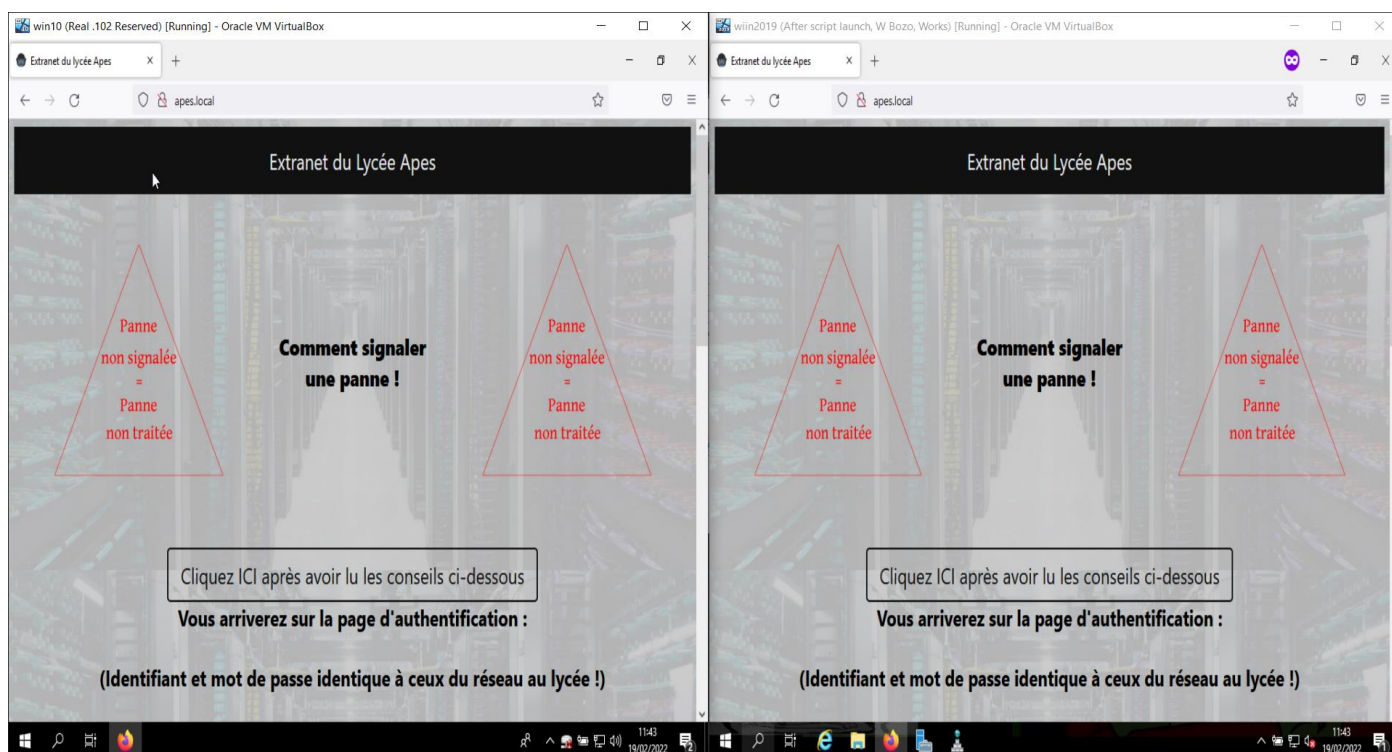 win10 (Real .102 Reserved) [Running] - Oracle VM VirtualBox
Extranet du lycée Apes
apes.local
Extranet du Lycée Apes
Panne
non signalée
=
Panne
non traitée
Comment signaler
une panne !
Panne
non signalée
=
Panne
non traitée
Cliquez ICI après avoir lu les conseils ci-dessous
Vous arriverez sur la page d'authentification :
(Identifiant et mot de passe identique à ceux du réseau au lycée !)
11:43
19/02/2022
2
wiin2019 (After script launch, W Bozo, Works) [Running] - Oracle VM VirtualBox
Extranet du lycée Apes
apes.local
Extranet du Lycée Apes
Panne
non signalée
=
Panne
non traitée
Comment signaler
une panne !
Panne
non signalée
=
Panne
non traitée
Cliquez ICI après avoir lu les conseils ci-dessous
Vous arriverez sur la page d'authentification :
(Identifiant et mot de passe identique à ceux du réseau au lycée !)
11:43
19/02/2022